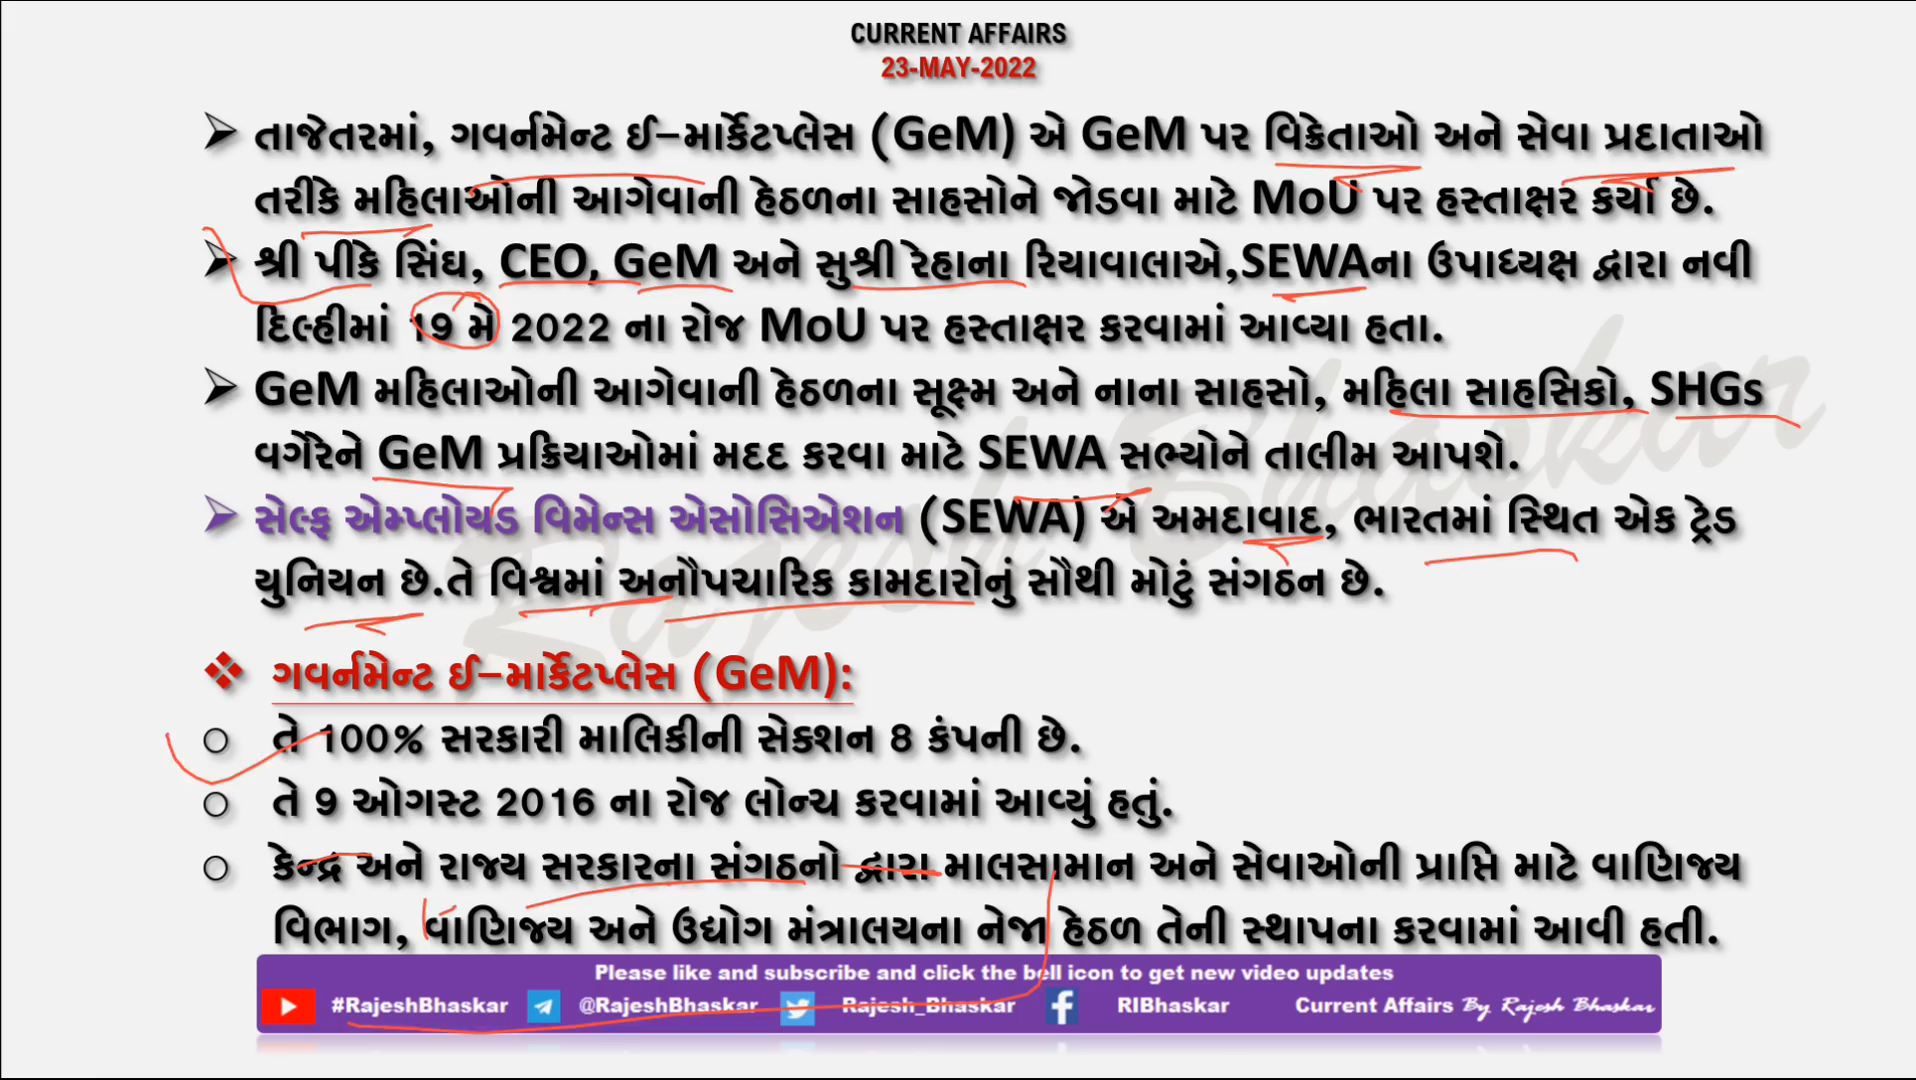 CURRENT AFFAIRS
23-MAY-2022
તાજેતરમાં, ગવર્નમેન્ટ ઈ-માર્કેટપ્લેસ (GeM) એ GeM પર વિક્રેતાઓ અને સેવા પ્રદાતાઓ
તરીકે મહિલાઓની આગેવાની હેઠળના સાહસોને જોડવા માટે MoU પર હસ્તાક્ષર કર્યા છે.
શ્રી પીકે સિંઘ, CEO, GeM અને સુશ્રી રેહાના રિયાવાલાએ,SEWAના ઉપાધ્યક્ષ દ્વારા નવી
દિલ્હીમાં 19 મે 2022 ના રોજ MoU પર હસ્તાક્ષર કરવામાં આવ્યા હતા.
GeM મહિલાઓની આગેવાની હેઠળના સૂક્ષ્મ અને નાના સાહસો, મહિલા સાહસિકો, SHGs
વગેરેને GeM પ્રક્રિયાઓમાં મદદ કરવા માટે SEWA સભ્યોને તાલીમ આપશે.
સેલ્ફ એમ્પ્લોયડ વિમેન્સ એસોસિએશન (SEWA) એ અમદાવાદ, ભારતમાં સ્થિત એક ટ્રેડ
યુનિયન છે.તે વિશ્વમાં અનૌપચારિક કામદારોનું સૌથી મોટું સંગઠન છે.
ગવર્નમેન્ટ ઈ-માર્કેટપ્લેસ (GeM):
તે 100% સરકારી માલિકીની સેક્શન 8 કંપની છે.
તે 9 ઓગસ્ટ 2016 ના રોજ લોન્ચ કરવામાં આવ્યું હતું.
કેન્દ્ર અને રાજ્ય સરકારના સંગઠનો દ્વારા માલસામાન અને સેવાઓની પ્રાપ્તિ માટે વાણિજ્ય
વિભાગ, વાણિજ્ય અને ઉદ્યોગ મંત્રાલયના નેજા હેઠળ તેની સ્થાપના કરવામાં આવી હતી.
Rajesh Bhaskar
Please like and subscribe and click the bell icon to get new video updates
#RajeshBhaskar @RajeshBhaskar Rajesh_Bhaskar RIBhaskar Current Affairs By Rajesh Bhaskar